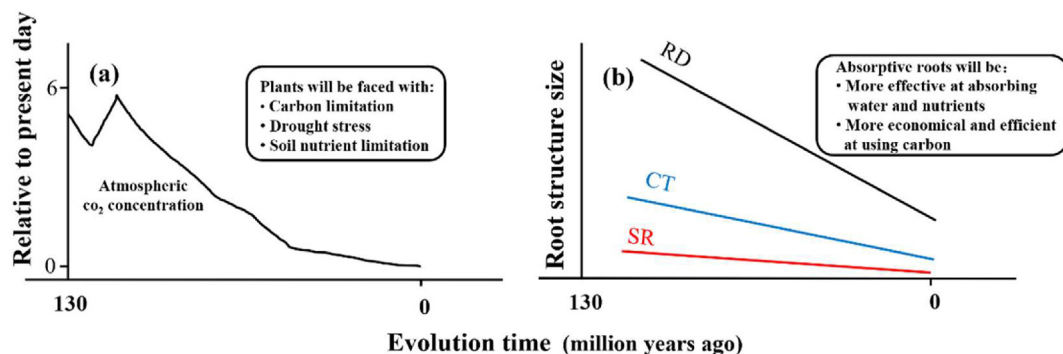 Relative to present day
6
0
(a)
Plants will be faced with:
• Carbon limitation
• Drought stress
• Soil nutrient limitation
Atmospheric
co₂ concentration
130
0
Root structure size
(b)
RD
CT
SR
Absorptive roots will be:
• More effective at absorbing
water and nutrients
• More economical and efficient
at using carbon
130
0
Evolution time (million years ago)